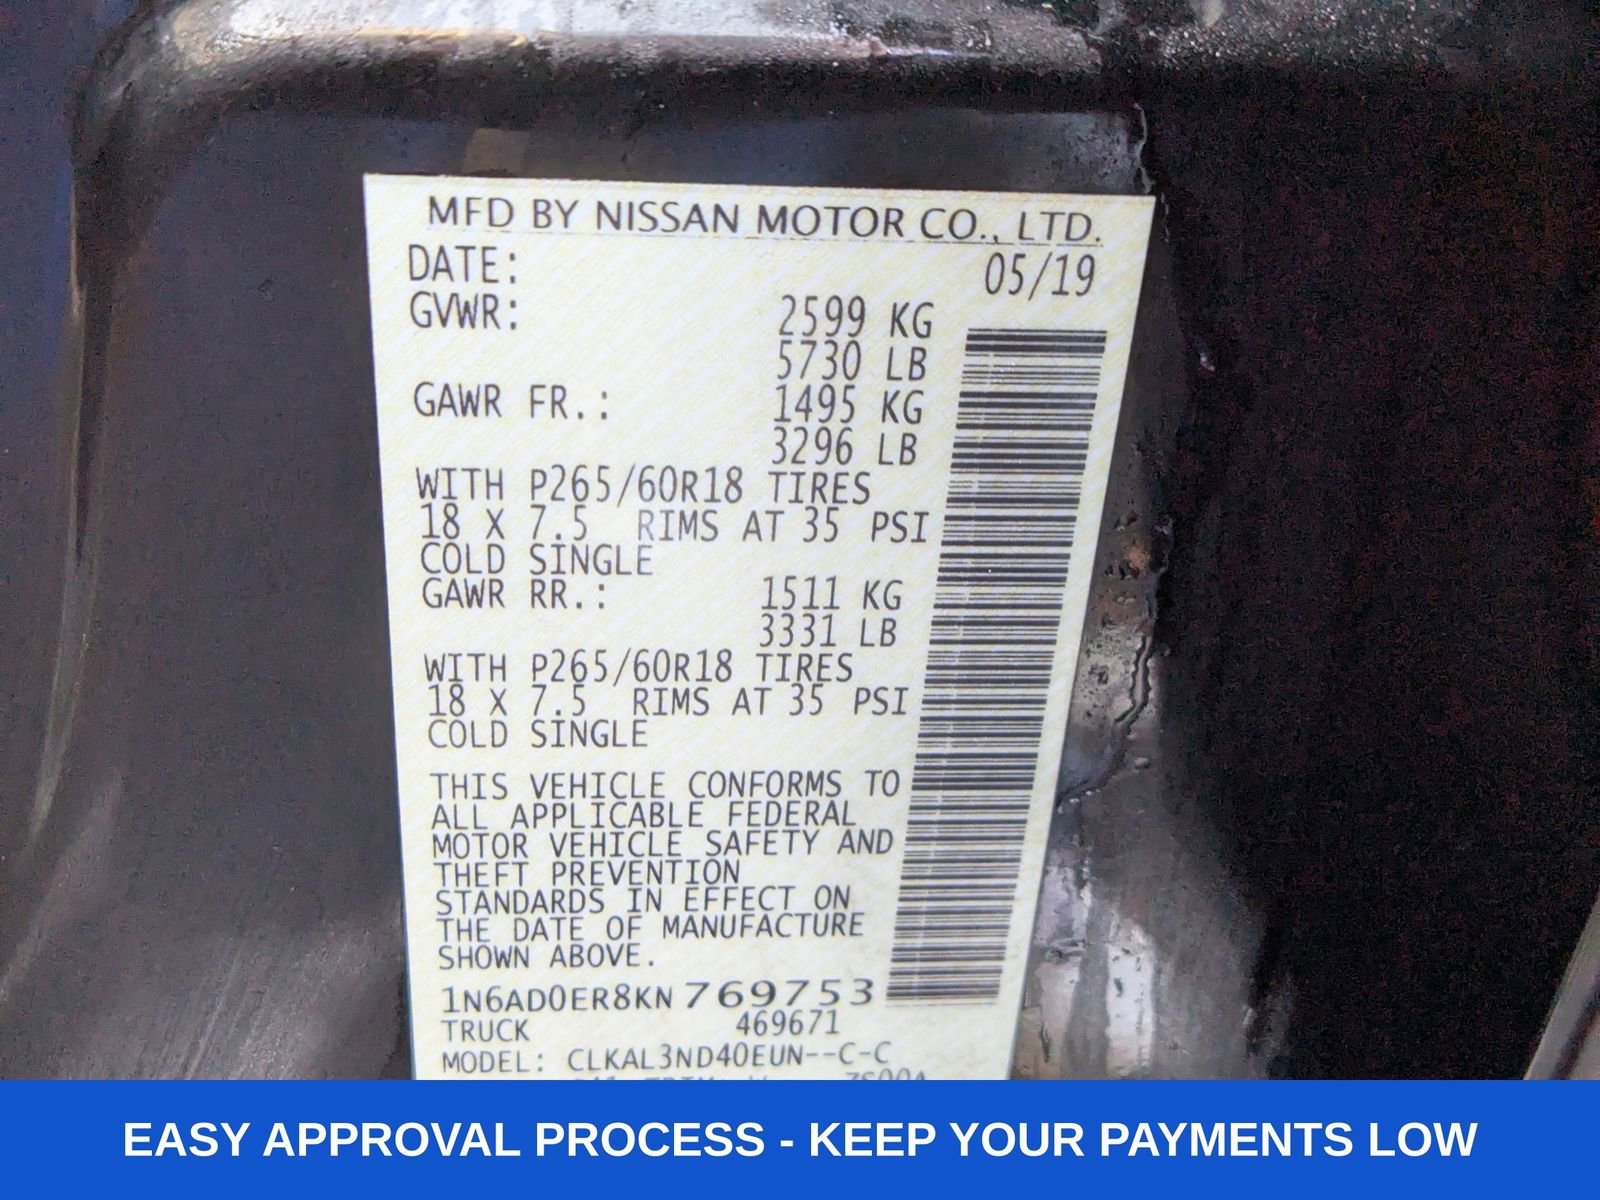 MFD BY NISSAN MOTOR CO., LTD.
DATE: 05/19
GVWR: 2599 KG
5730 LB
GAWR FR.: 1495 KG
3296 LB
WITH P265/60R18 TIRES
18 X 7.5 RIMS AT 35 PSI
COLD SINGLE
GAWR RR.: 1511 KG
3331 LB
WITH P265/60R18 TIRES
18 X 7.5 RIMS AT 35 PSI
COLD SINGLE
THIS VEHICLE CONFORMS TO
ALL APPLICABLE FEDERAL
MOTOR VEHICLE SAFETY AND
THEFT PREVENTION
STANDARDS IN EFFECT ON
THE DATE OF MANUFACTURE
SHOWN ABOVE.
1N6AD0ER8KN769753
TRUCK 469671
MODEL: CLKAL3ND40EUN--C-C
EASY APPROVAL PROCESS - KEEP YOUR PAYMENTS LOW